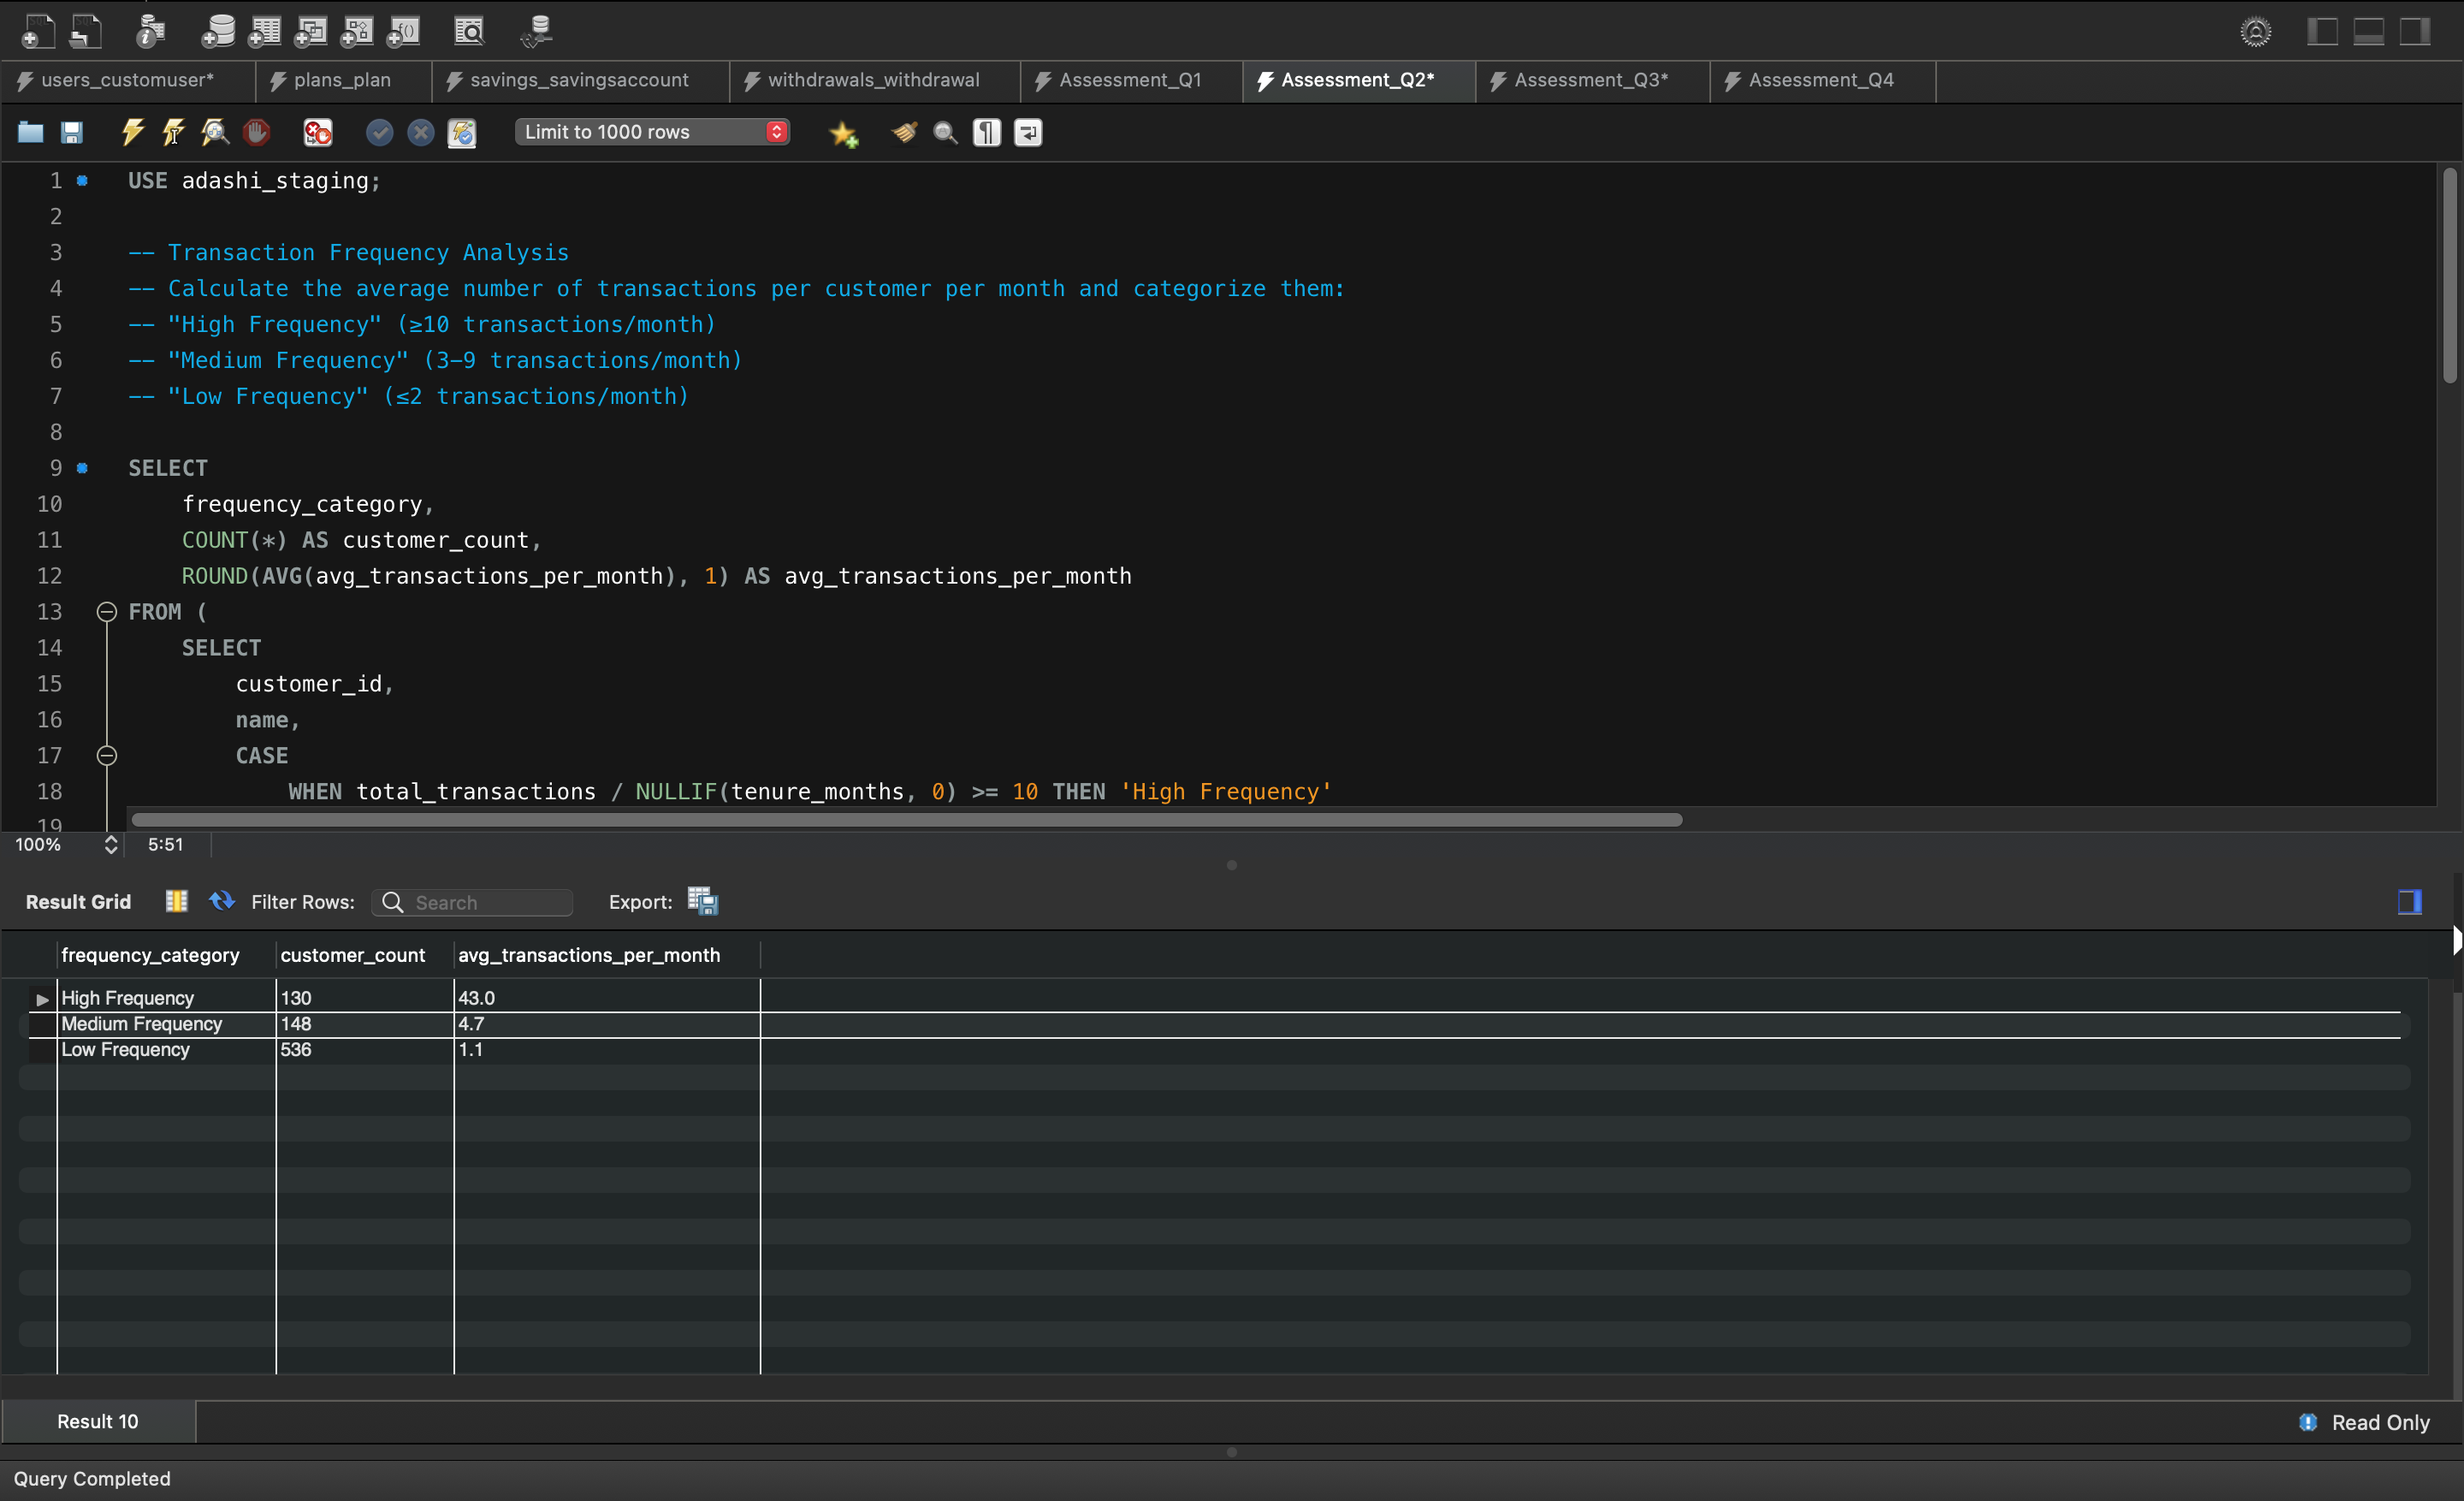 users_customuser* plans_plan savings_savingsaccount withdrawals_withdrawal Assessment_Q1 Assessment_Q2* Assessment_Q3* Assessment_Q4
Limit to 1000 rows
1 USE adashi_staging;
2
3 -- Transaction Frequency Analysis
4 -- Calculate the average number of transactions per customer per month and categorize them:
5 -- "High Frequency" (≥10 transactions/month)
6 -- "Medium Frequency" (3-9 transactions/month)
7 -- "Low Frequency" (≤2 transactions/month)
8
9 SELECT
10 frequency_category,
11 COUNT(*) AS customer_count,
12 ROUND(AVG(avg_transactions_per_month), 1) AS avg_transactions_per_month
13 FROM (
14 SELECT
15 customer_id,
16 name,
17 CASE
18 WHEN total_transactions / NULLIF(tenure_months, 0) >= 10 THEN 'High Frequency'
19
100% 5:51
Result Grid Filter Rows: Search Export:
frequency_category customer_count avg_transactions_per_month
High Frequency 130 43.0
Medium Frequency 148 4.7
Low Frequency 536 1.1
Result 10 Read Only
Query Completed